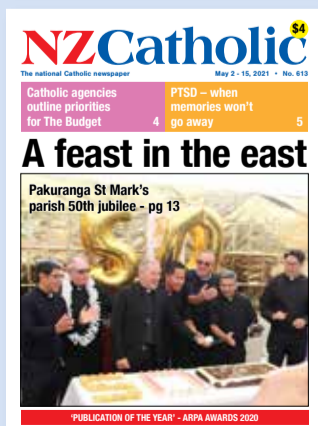 $4
NZCatholic
The national Catholic newspaper
May 2 - 15, 2021 • No. 613
Catholic agencies
outline priorities
for The Budget 4
PTSD – when
memories won't
go away 5
A feast in the east
Pakuranga St Mark's
parish 50th jubilee - pg 13
50
'PUBLICATION OF THE YEAR' - ARPA AWARDS 2020